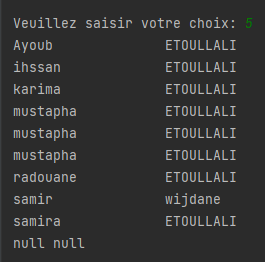 Veuillez saisir votre choix: 5
Ayoub ETOULLALI
ihssan ETOULLALI
karima ETOULLALI
mustapha ETOULLALI
mustapha ETOULLALI
mustapha ETOULLALI
radouane ETOULLALI
samir wijdane
samira ETOULLALI
null null